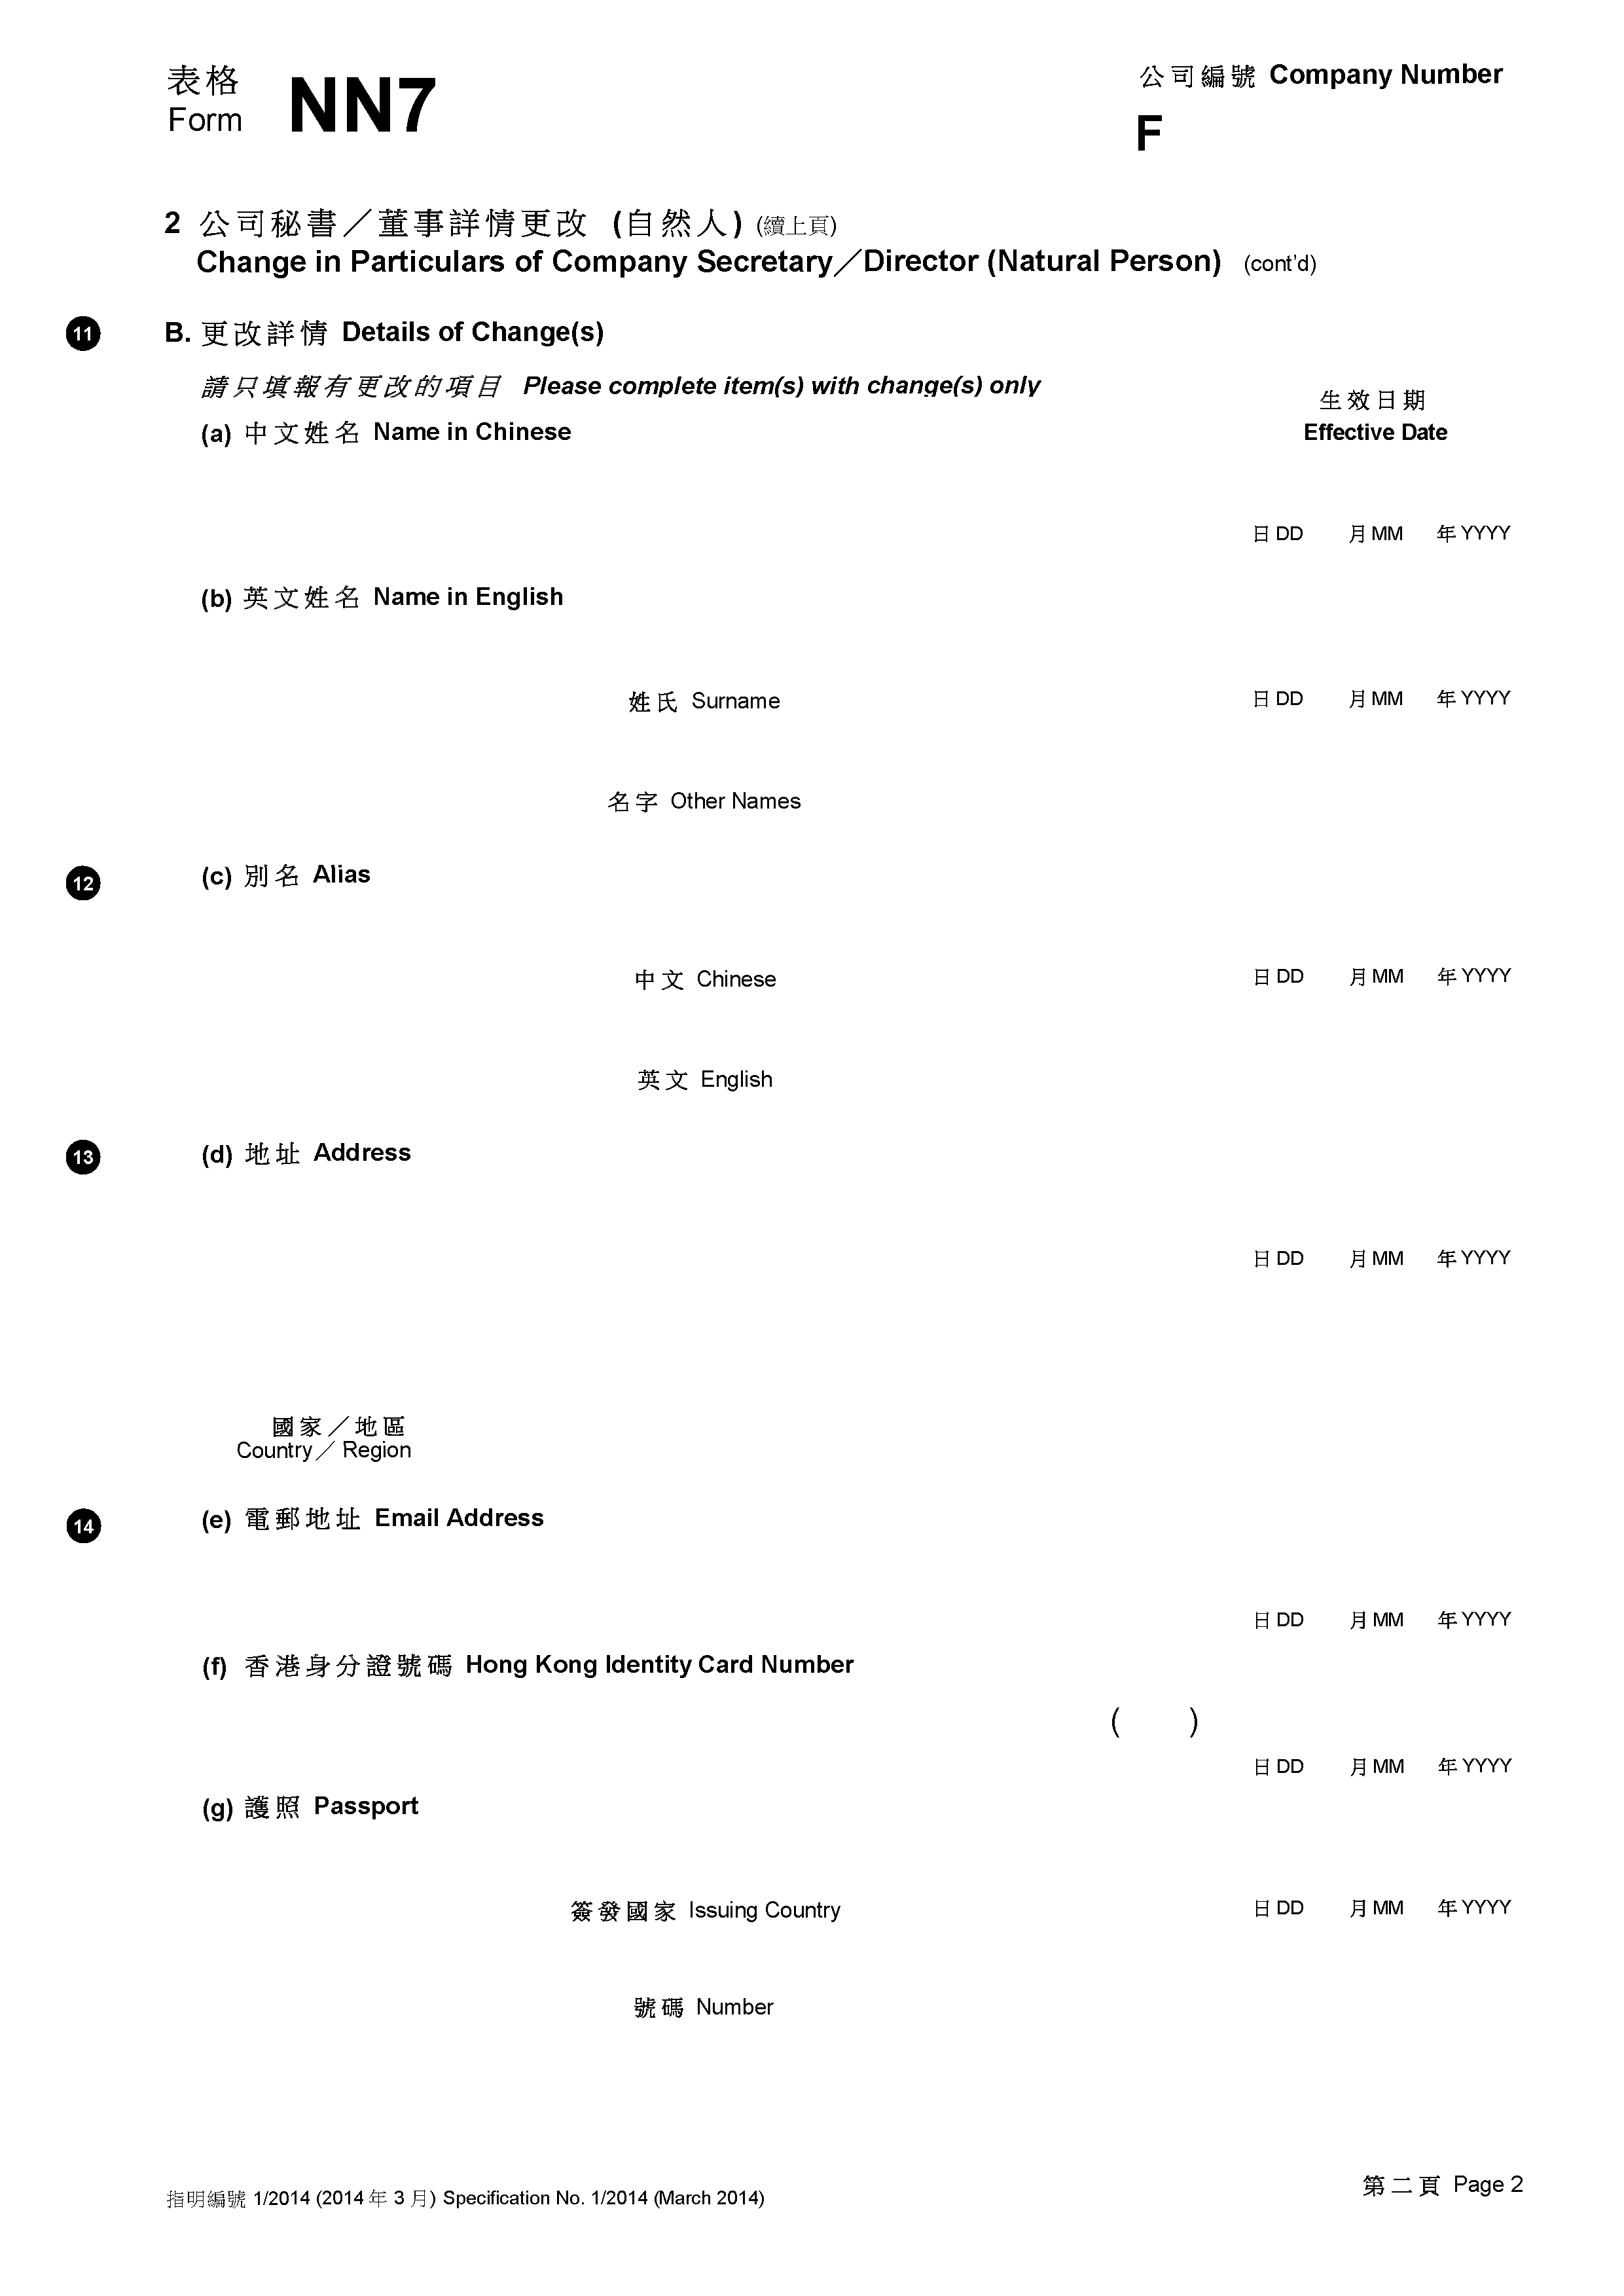 表格
Form NN7
公司編號 Company Number
F
2 公司秘書／董事詳情更改 (自然人) (續上頁)
Change in Particulars of Company Secretary／Director (Natural Person) (cont'd)
11 B. 更改詳情 Details of Change(s)
請只填報有更改的項目 Please complete item(s) with change(s) only
生效日期
Effective Date
(a) 中文姓名 Name in Chinese
日 DD 月 MM 年 YYYY
(b) 英文姓名 Name in English
姓氏 Surname 日 DD 月 MM 年 YYYY
名字 Other Names
12 (c) 別名 Alias
中文 Chinese 日 DD 月 MM 年 YYYY
英文 English
13 (d) 地址 Address
日 DD 月 MM 年 YYYY
國家／地區
Country／Region
14 (e) 電郵地址 Email Address
日 DD 月 MM 年 YYYY
(f) 香港身分證號碼 Hong Kong Identity Card Number
( )
日 DD 月 MM 年 YYYY
(g) 護照 Passport
簽發國家 Issuing Country 日 DD 月 MM 年 YYYY
號碼 Number
指明編號 1/2014 (2014 年 3 月) Specification No. 1/2014 (March 2014)
第二頁 Page 2